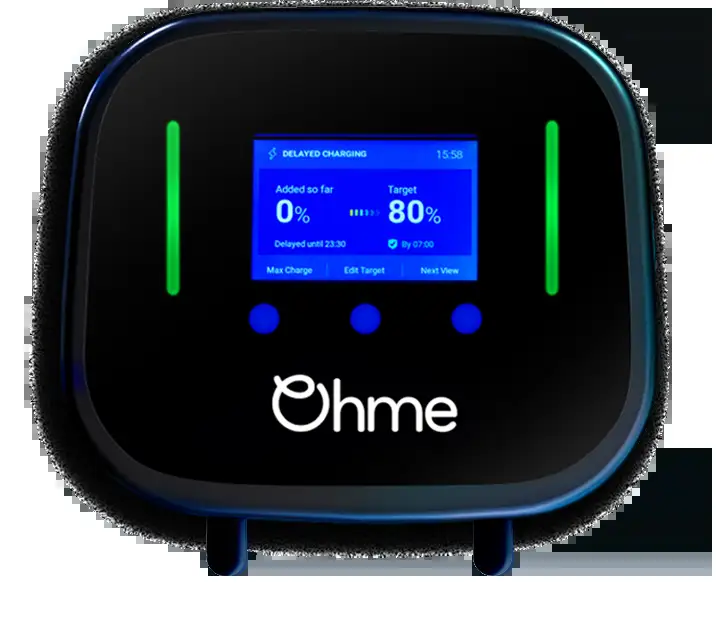 DELAYED CHARGING 15:58
Added so far Target
0% 80%
Delayed until 23:30 By 07:00
Max Charge Edit Target Next View
Ohme